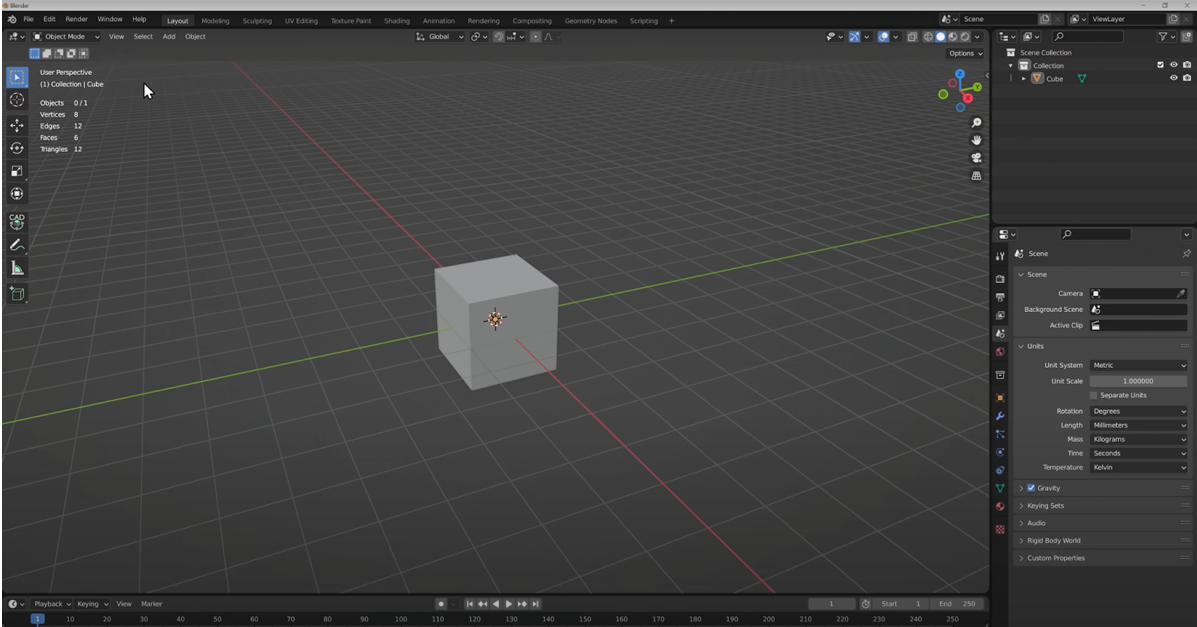 Blender
File Edit Render Window Help Layout Modeling Sculpting UV Editing Texture Paint Shading Animation Rendering Compositing Geometry Nodes Scripting + Scene ViewLayer
Object Mode View Select Add Object Global
Options
User Perspective
(1) Collection | Cube
Objects 0 / 1
Vertices 8
Edges 12
Faces 6
Triangles 12
CAD
Z
Y
X
Scene Collection
Collection
Cube
Scene
Scene
Camera
Background Scene
Active Clip
Units
Unit System Metric
Unit Scale 1.000000
Separate Units
Rotation Degrees
Length Millimeters
Mass Kilograms
Time Seconds
Temperature Kelvin
Gravity
Keying Sets
Audio
Rigid Body World
Custom Properties
Playback Keying View Marker 1 Start 1 End 250
1 10 20 30 40 50 60 70 80 90 100 110 120 130 140 150 160 170 180 190 200 210 220 230 240 250